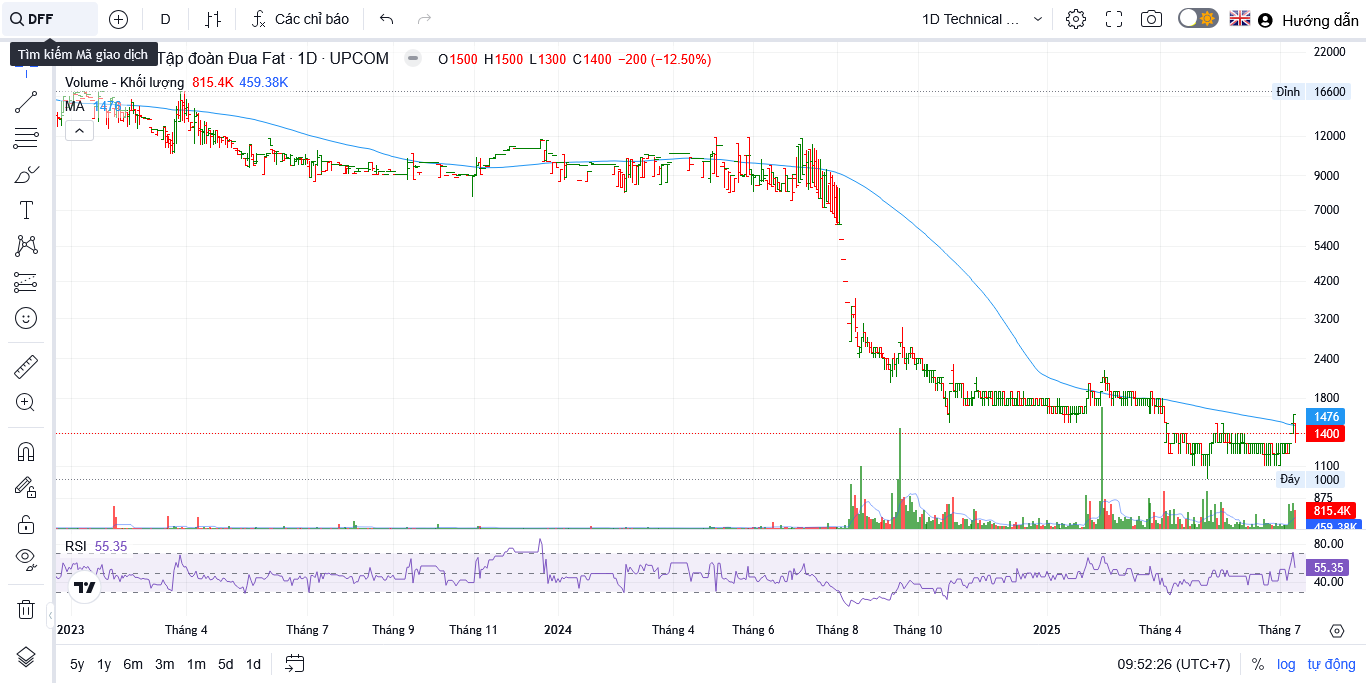 DFF
D
Các chỉ báo
1D Technical ...
Hướng dẫn
Tìm kiếm Mã giao dịch
Tập đoàn Đua Fat · 1D · UPCOM
O1500 H1500 L1300 C1400 −200 (−12.50%)
Volume - Khối lượng 815.4K 459.38K
MA 1476
22000
Đỉnh 16600
12000
9000
7000
5400
4200
3200
2400
1800
1476
1400
1100
Đáy 1000
875
815.4K
459.38K
RSI 55.35
80.00
55.35
40.00
2023 Tháng 4 Tháng 7 Tháng 9 Tháng 11 2024 Tháng 4 Tháng 6 Tháng 8 Tháng 10 2025 Tháng 4 Tháng 7
5y 1y 6m 3m 1m 5d 1d
09:52:26 (UTC+7) % log tự động